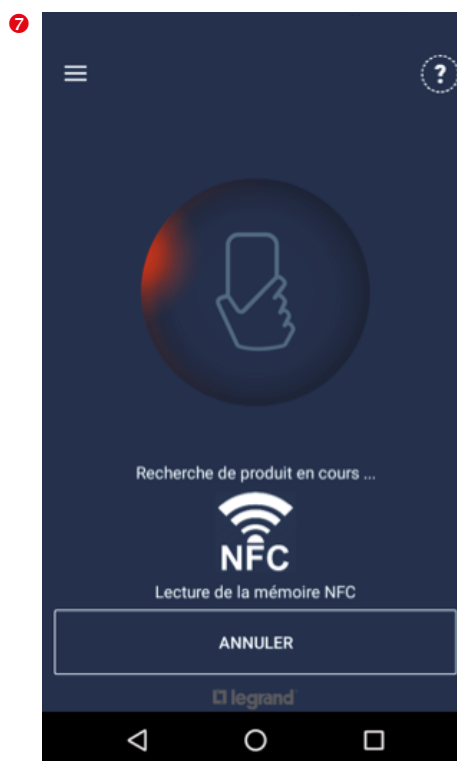 7
?
Recherche de produit en cours ...
NFC
Lecture de la mémoire NFC
ANNULER
legrand